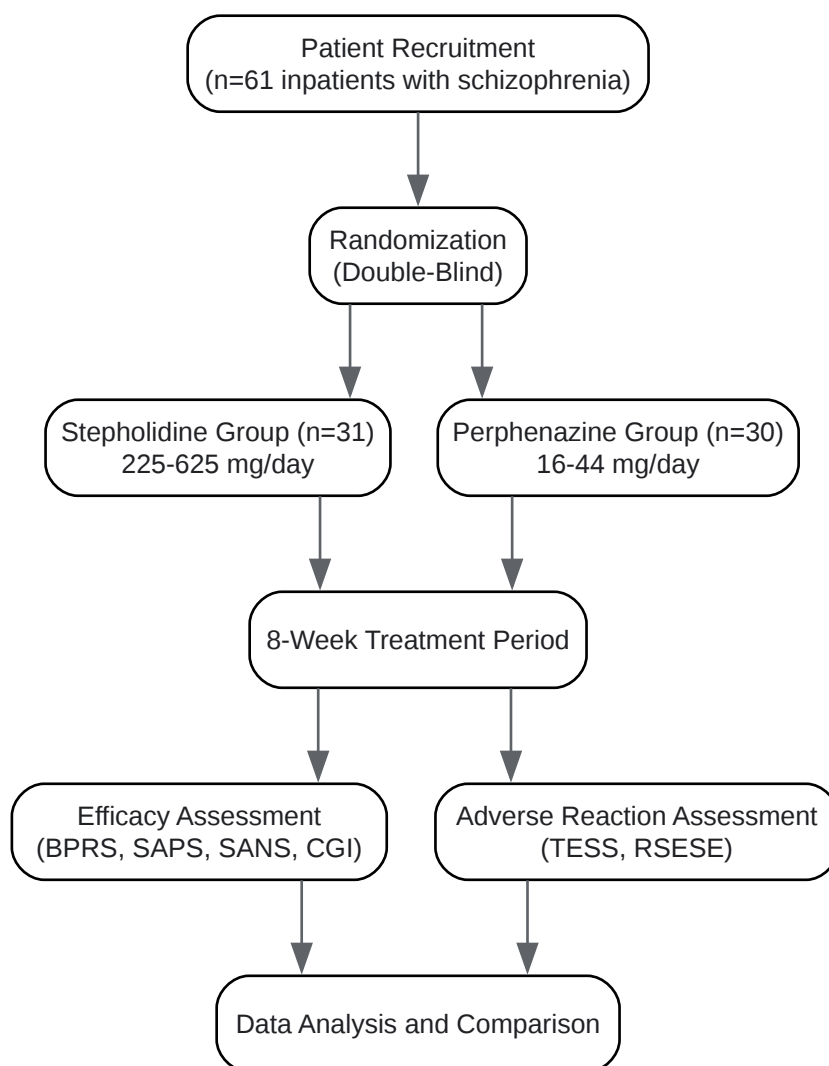 Patient Recruitment
(n=61 inpatients with schizophrenia)
Randomization
(Double-Blind)
Stepholidine Group (n=31)
225-625 mg/day
Perphenazine Group (n=30)
16-44 mg/day
8-Week Treatment Period
Efficacy Assessment
(BPRS, SAPS, SANS, CGI)
Adverse Reaction Assessment
(TESS, RSESE)
Data Analysis and Comparison